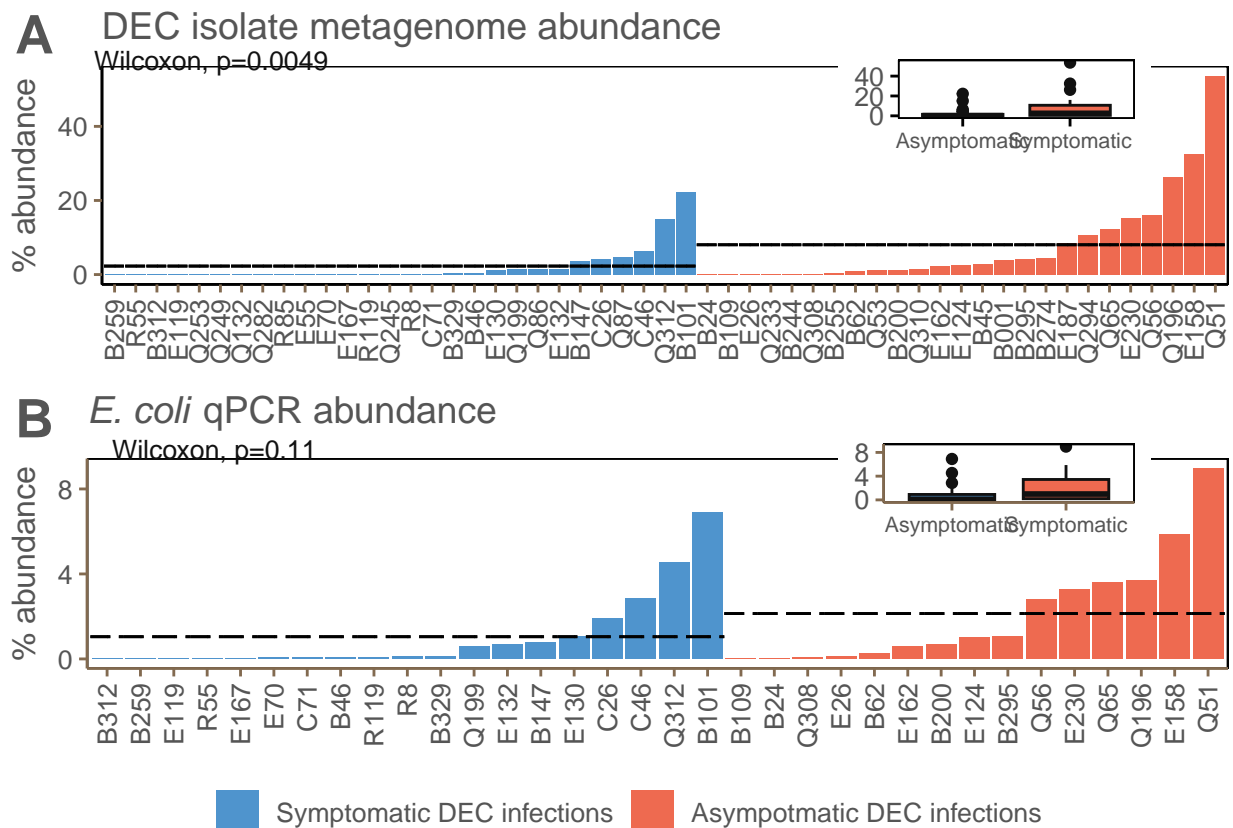 A DEC isolate metagenome abundance
Wilcoxon, p=0.0049
% abundance
40
20
0
40
20
0
Asymptomatic Symptomatic
B259 R55 B312 E119 Q253 Q249 Q132 Q282 R85 E55 E70 E167 R119 Q245 R8 C71 B329 B46 E130 Q199 Q86 E132 B147 C26 Q87 C46 Q312 B101 B24 B109 E26 Q233 B244 Q308 B255 B62 Q53 B200 Q310 E162 E124 B45 B001 B295 B274 E187 Q294 Q65 E230 Q56 Q196 E158 Q51
B E. coli qPCR abundance
Wilcoxon, p=0.11
% abundance
8
4
0
8
4
0
Asymptomatic Symptomatic
B312 B259 E119 R55 E167 E70 C71 B46 R119 R8 B329 Q199 E132 B147 E130 C26 C46 Q312 B101 B109 B24 Q308 E26 B62 E162 B200 E124 B295 Q56 E230 Q65 Q196 E158 Q51
Symptomatic DEC infections Asympotmatic DEC infections